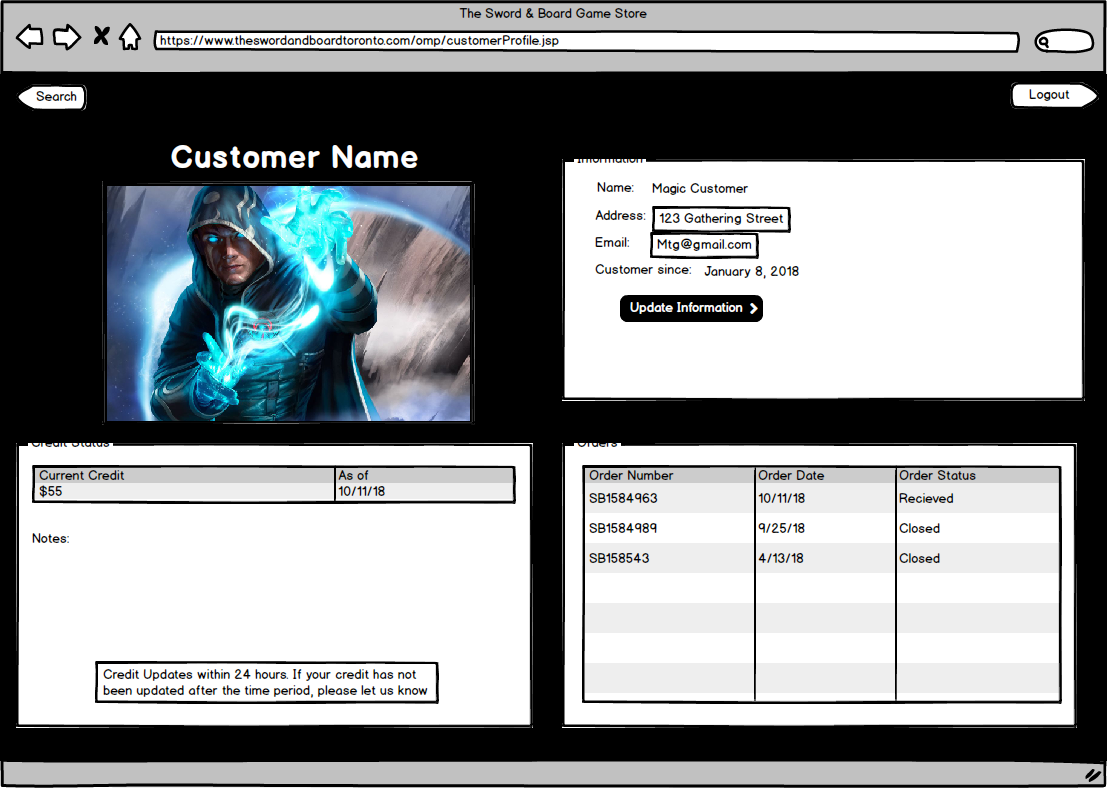 The Sword & Board Game Store
https://www.theswordandboardtoronto.com/omp/customerProfile.jsp
Search
Logout
Customer Name
Information
Name: Magic Customer
Address: 123 Gathering Street
Email: Mtg@gmail.com
Customer since: January 8, 2018
Update Information
Credit Status
Current Credit As of
$55 10/11/18
Notes:
Credit Updates within 24 hours. If your credit has not
been updated after the time period, please let us know
Orders
Order Number Order Date Order Status
SB1584963 10/11/18 Recieved
SB1584989 9/25/18 Closed
SB158543 4/13/18 Closed